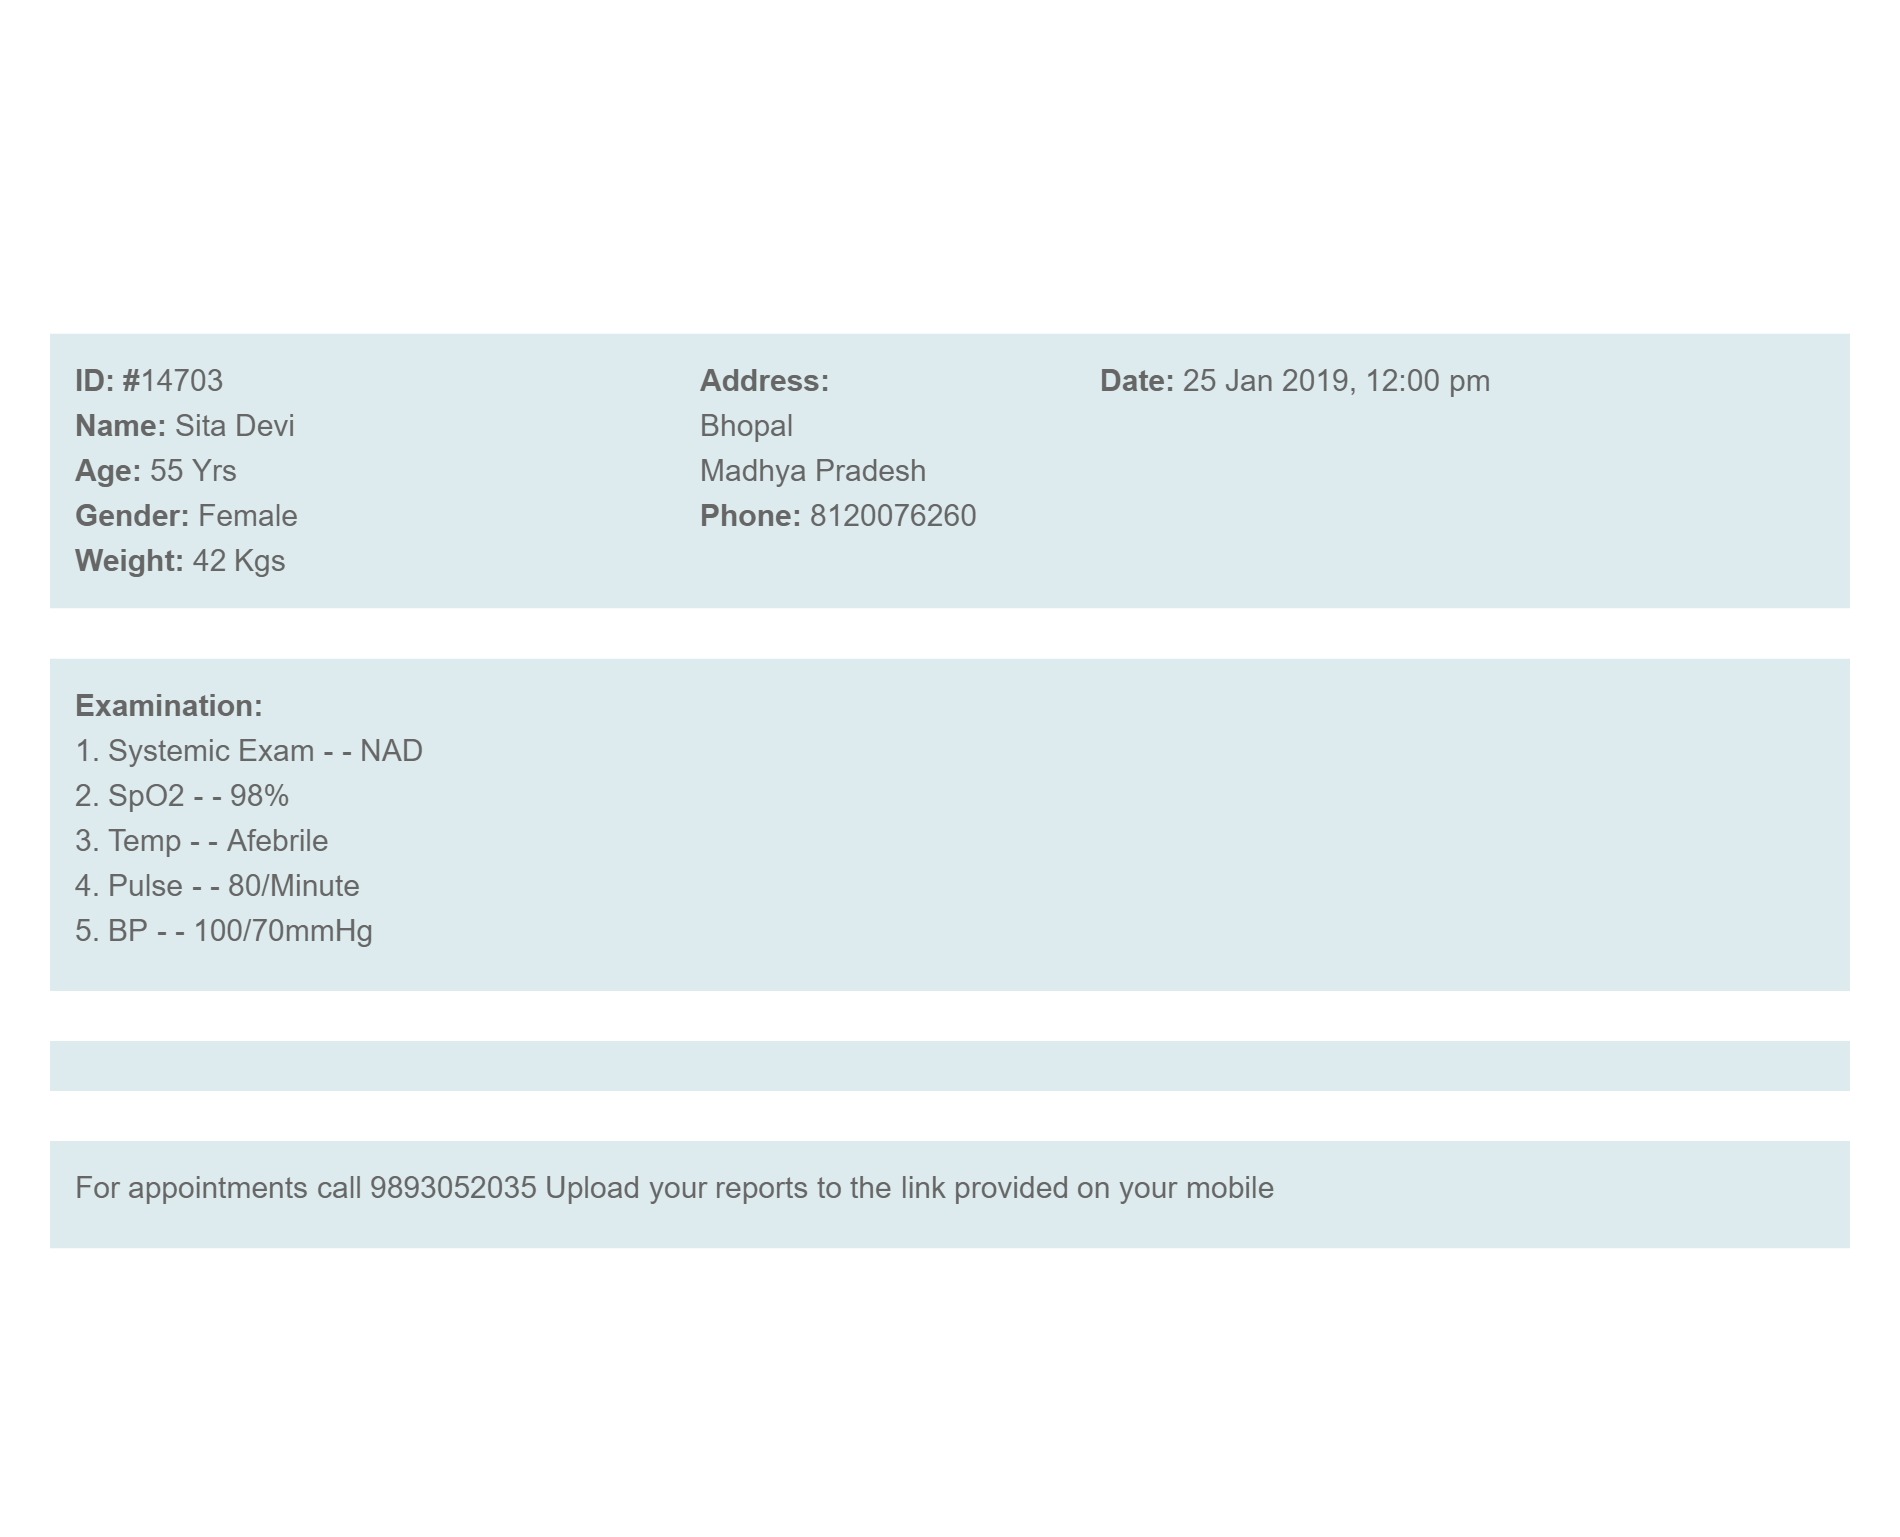 ID: #14703
Name: Sita Devi
Age: 55 Yrs
Gender: Female
Weight: 42 Kgs
Address:
Bhopal
Madhya Pradesh
Phone: 8120076260
Date: 25 Jan 2019, 12:00 pm
Examination:
1. Systemic Exam - - NAD
2. SpO2 - - 98%
3. Temp - - Afebrile
4. Pulse - - 80/Minute
5. BP - - 100/70mmHg
For appointments call 9893052035 Upload your reports to the link provided on your mobile